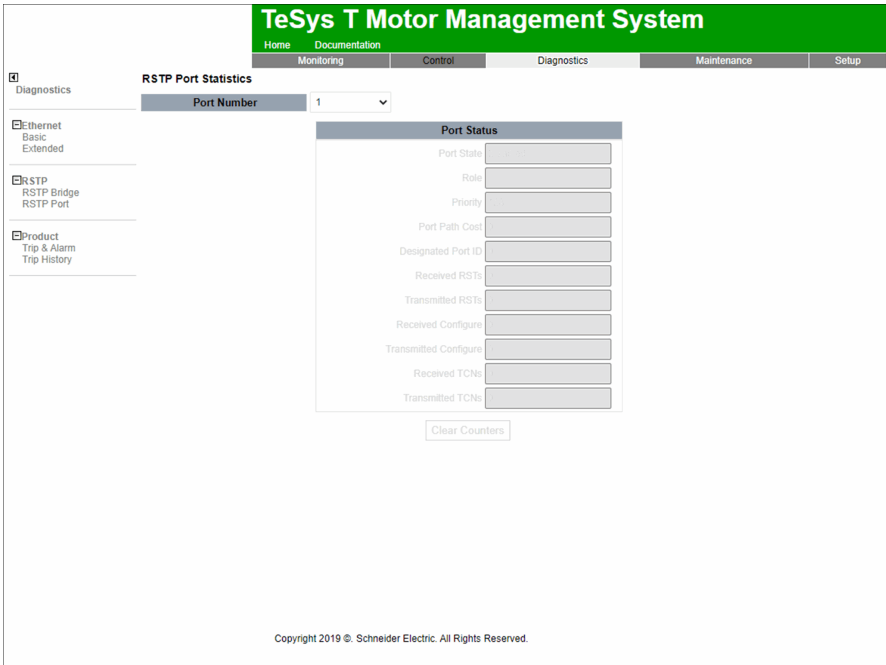 TeSys T Motor Management System
Home Documentation
Monitoring Control Diagnostics Maintenance Setup
Diagnostics
Ethernet
Basic
Extended
RSTP
RSTP Bridge
RSTP Port
Product
Trip & Alarm
Trip History
RSTP Port Statistics
Port Number 1
Port Status
Port State
Role
Priority
Port Path Cost
Designated Port ID
Received RSTs
Transmitted RSTs
Received Configure
Transmitted Configure
Received TCNs
Transmitted TCNs
Clear Counters
Copyright 2019 ©. Schneider Electric. All Rights Reserved.